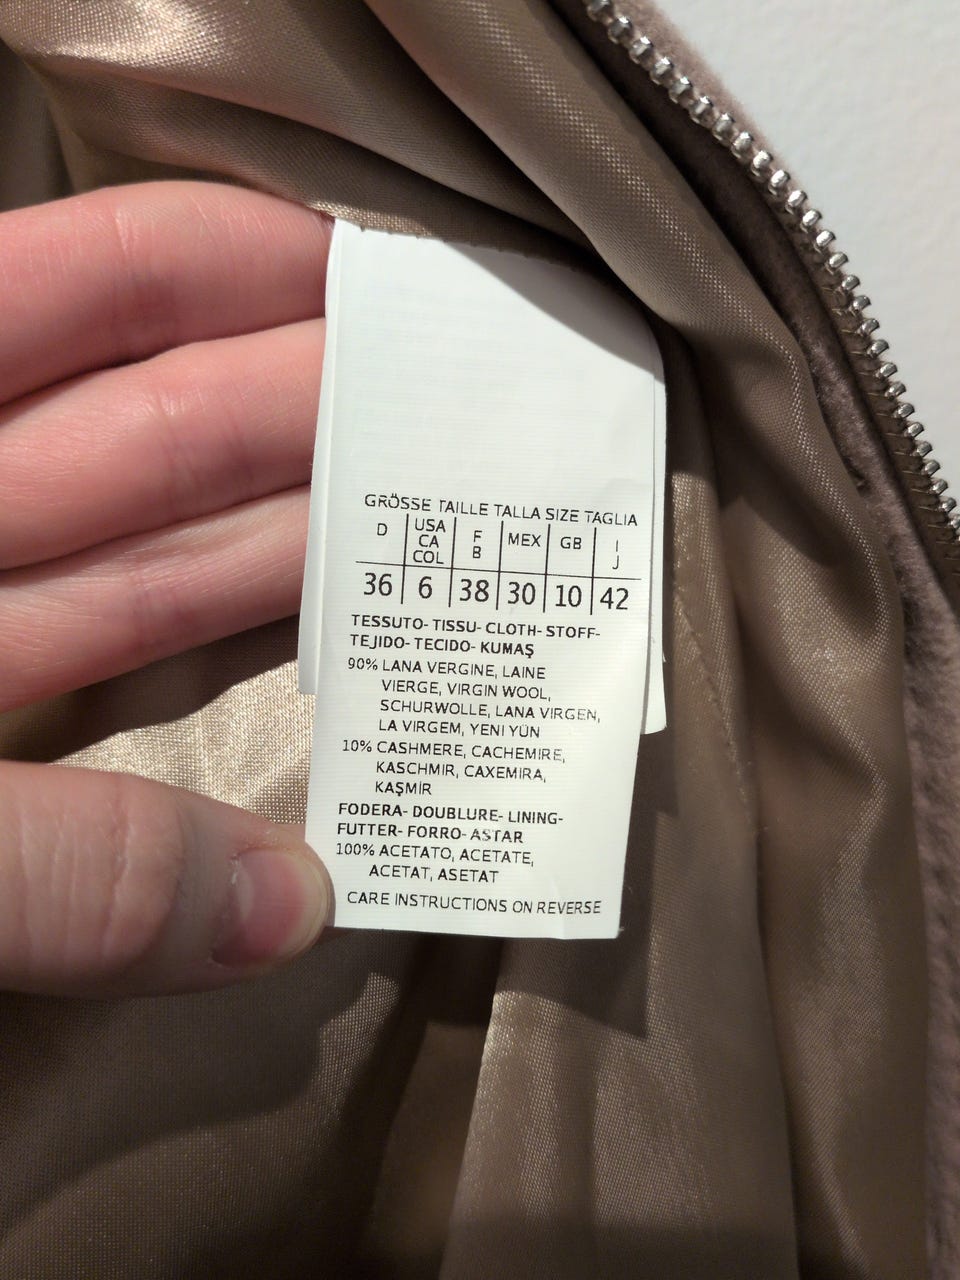 GRÖSSE TAILLE TALLA SIZE TAGLIA
D USA CA COL F B MEX GB I J
36 6 38 30 10 42
TESSUTO- TISSU- CLOTH- STOFF-
TEJIDO- TECIDO- KUMAŞ
90% LANA VERGINE, LAINE
VIERGE, VIRGIN WOOL,
SCHURWOLLE, LANA VIRGEN,
LA VIRGEM, YENI YÜN
10% CASHMERE, CACHEMIRE,
KASCHMIR, CAXEMIRA,
KAŞMİR
FODERA- DOUBLURE- LINING-
FUTTER- FORRO- ASTAR
100% ACETATO, ACETATE,
ACETAT, ASETAT
CARE INSTRUCTIONS ON REVERSE